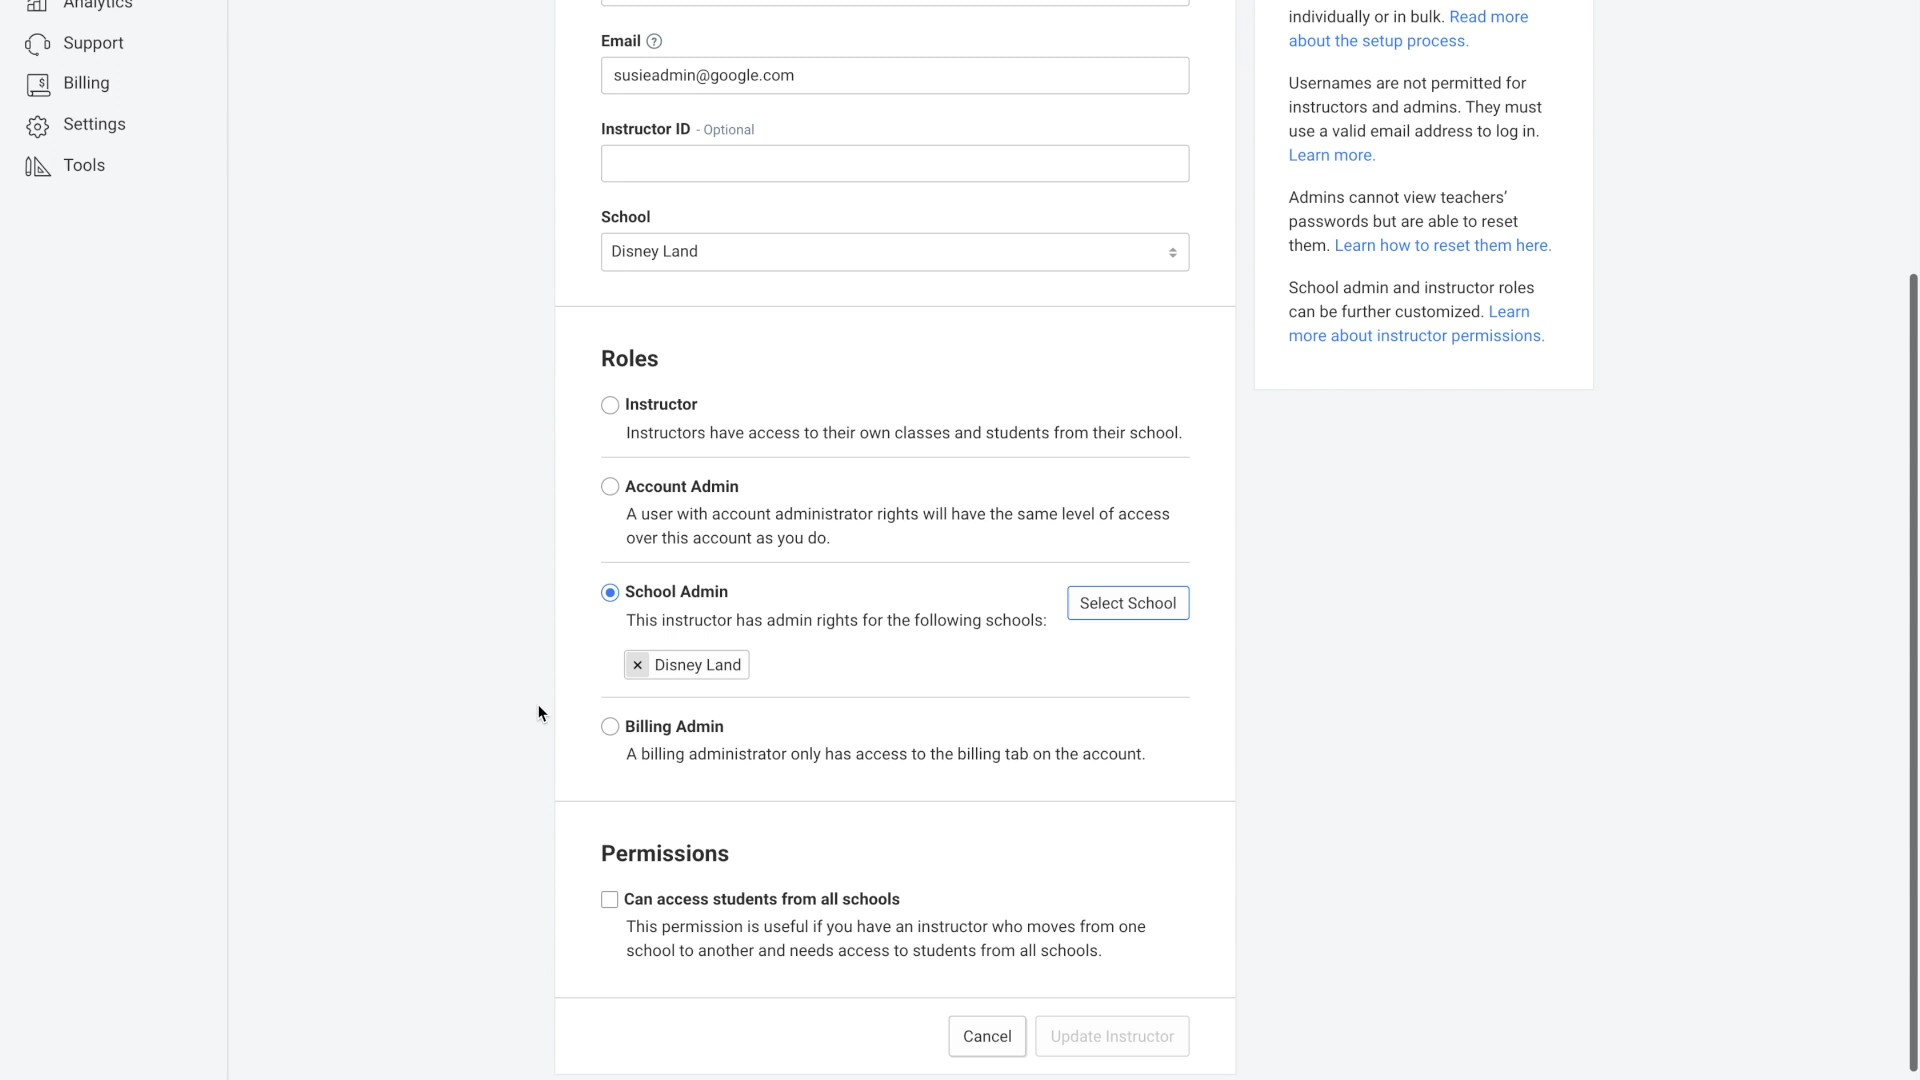 Analytics
Support
Billing
Settings
Tools
Email ?
susieadmin@google.com
Instructor ID - Optional
School
Disney Land
Roles
Instructor
Instructors have access to their own classes and students from their school.
Account Admin
A user with account administrator rights will have the same level of access
over this account as you do.
School Admin
This instructor has admin rights for the following schools:
Select School
× Disney Land
Billing Admin
A billing administrator only has access to the billing tab on the account.
Permissions
Can access students from all schools
This permission is useful if you have an instructor who moves from one
school to another and needs access to students from all schools.
Cancel
Update Instructor
individually or in bulk. Read more
about the setup process.
Usernames are not permitted for
instructors and admins. They must
use a valid email address to log in.
Learn more.
Admins cannot view teachers’
passwords but are able to reset
them. Learn how to reset them here.
School admin and instructor roles
can be further customized. Learn
more about instructor permissions.